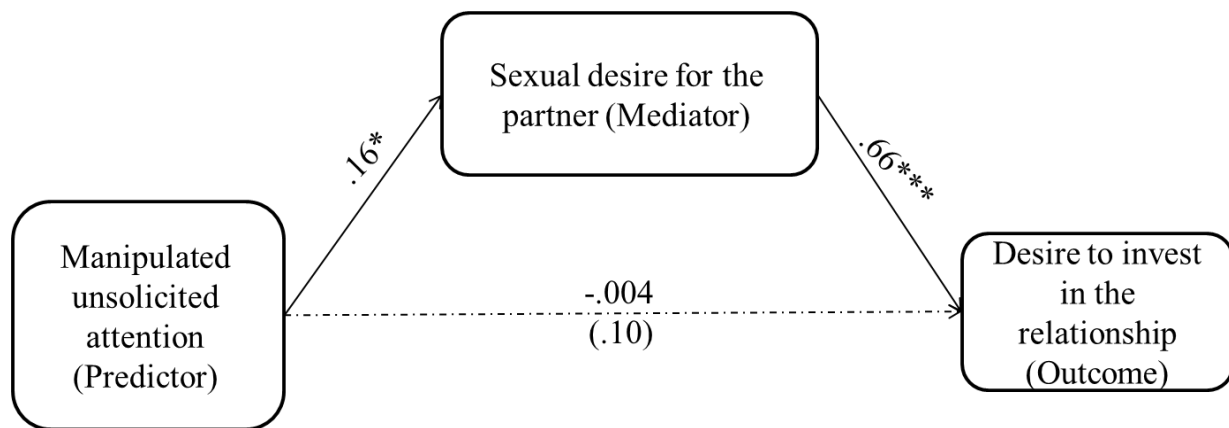 Sexual desire for the
partner (Mediator)
.16*
.66***
Manipulated
unsolicited
attention
(Predictor)
-.004
(.10)
Desire to invest
in the
relationship
(Outcome)